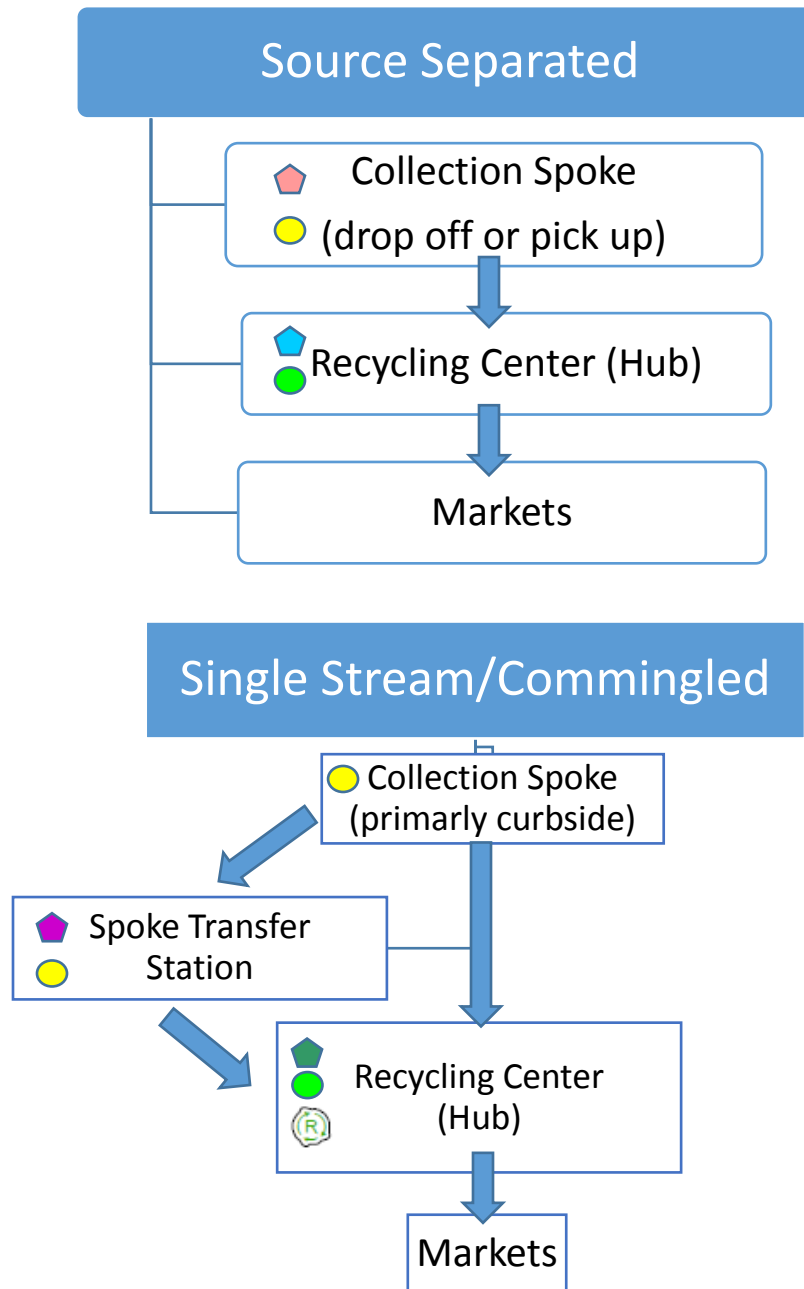 Source Separated
Collection Spoke
(drop off or pick up)
Recycling Center (Hub)
Markets
Single Stream/Commingled
Collection Spoke
(primarly curbside)
Spoke Transfer
Station
Recycling Center
(Hub)
R
Markets